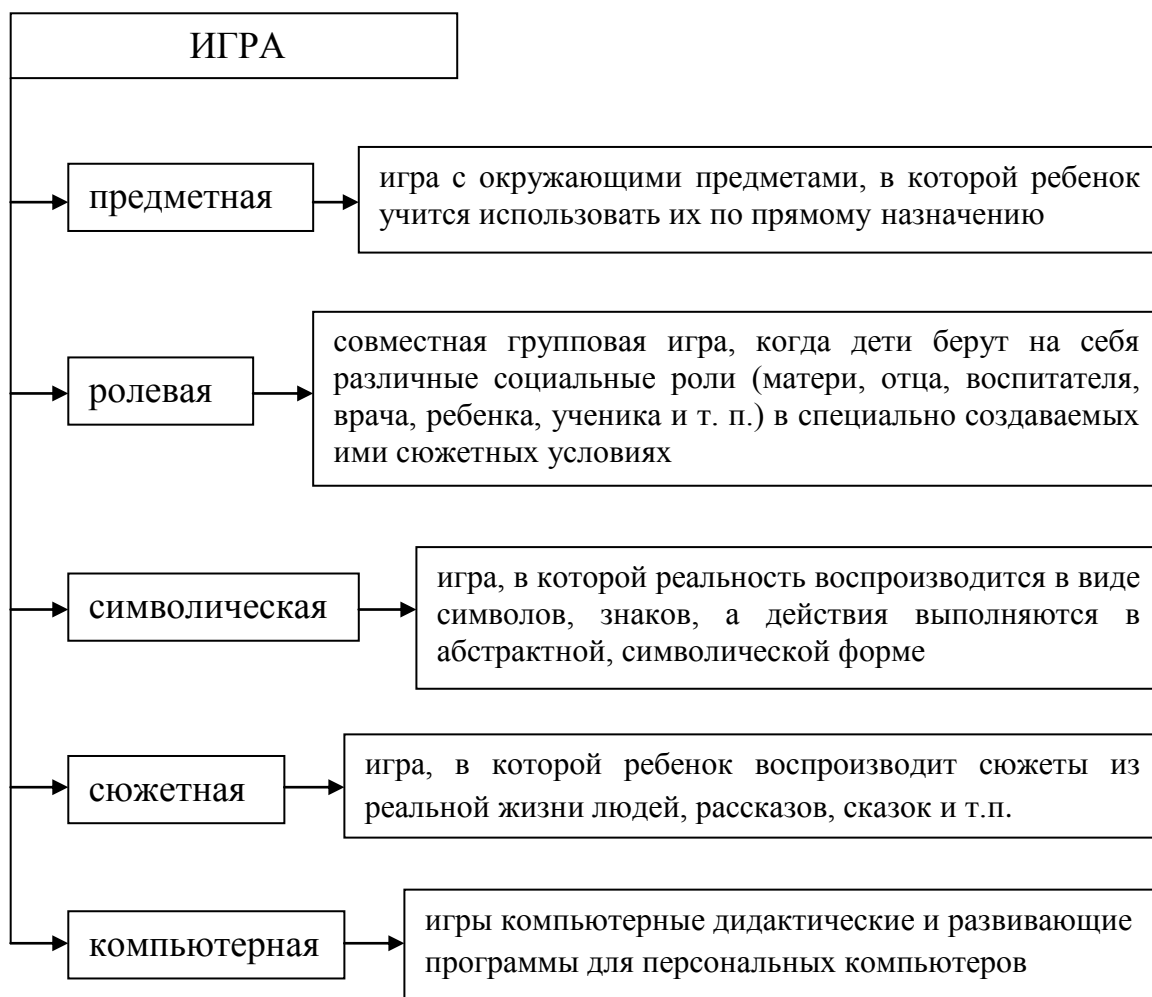 ИГРА
предметная
игра с окружающими предметами, в которой ребенок
учится использовать их по прямому назначению
ролевая
совместная групповая игра, когда дети берут на себя
различные социальные роли (матери, отца, воспитателя,
врача, ребенка, ученика и т. п.) в специально создаваемых
ими сюжетных условиях
символическая
игра, в которой реальность воспроизводится в виде
символов, знаков, а действия выполняются в
абстрактной, символической форме
сюжетная
игра, в которой ребенок воспроизводит сюжеты из
реальной жизни людей, рассказов, сказок и т.п.
компьютерная
игры компьютерные дидактические и развивающие
программы для персональных компьютеров